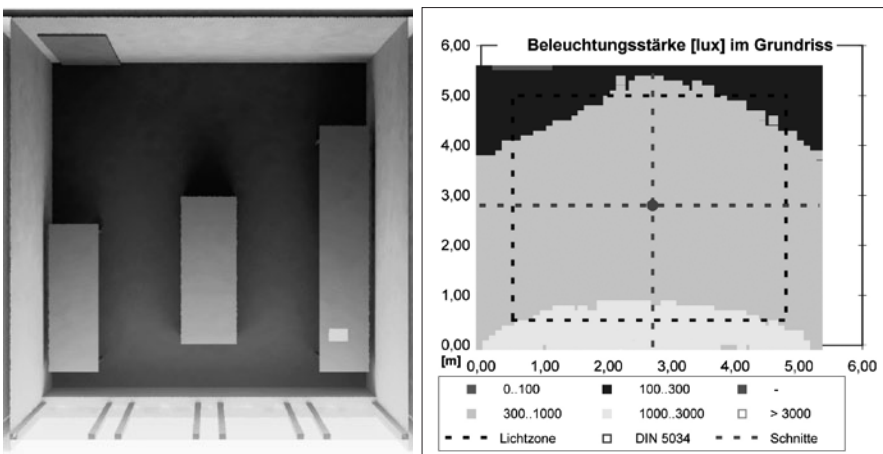 Beleuchtungsstärke [lux] im Grundriss
6,00
5,00
4,00
3,00
2,00
1,00
0,00
[m]
0,00 1,00 2,00 3,00 4,00 5,00 6,00
0..100 100..300 -
300..1000 1000..3000 > 3000
Lichtzone DIN 5034 Schnitte